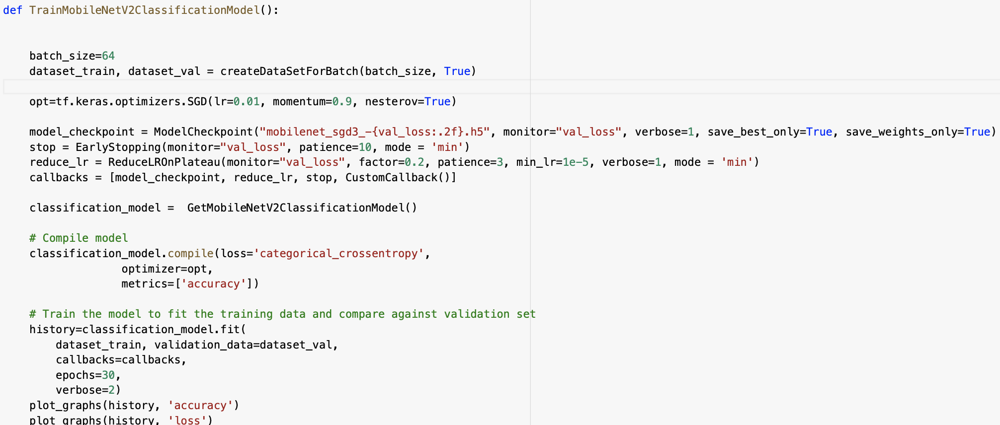 def TrainMobileNetV2ClassificationModel():
batch_size=64
dataset_train, dataset_val = createDataSetForBatch(batch_size, True)
opt=tf.keras.optimizers.SGD(lr=0.01, momentum=0.9, nesterov=True)
model_checkpoint = ModelCheckpoint("mobilenet_sgd3_-{val_loss:.2f}.h5", monitor="val_loss", verbose=1, save_best_only=True, save_weights_only=True)
stop = EarlyStopping(monitor="val_loss", patience=10, mode = 'min')
reduce_lr = ReduceLROnPlateau(monitor="val_loss", factor=0.2, patience=3, min_lr=1e-5, verbose=1, mode = 'min')
callbacks = [model_checkpoint, reduce_lr, stop, CustomCallback()]
classification_model =  GetMobileNetV2ClassificationModel()
# Compile model
classification_model.compile(loss='categorical_crossentropy',
optimizer=opt,
metrics=['accuracy'])
# Train the model to fit the training data and compare against validation set
history=classification_model.fit(
dataset_train, validation_data=dataset_val,
callbacks=callbacks,
epochs=30,
verbose=2)
plot_graphs(history, 'accuracy')
plot_graphs(history, 'loss')